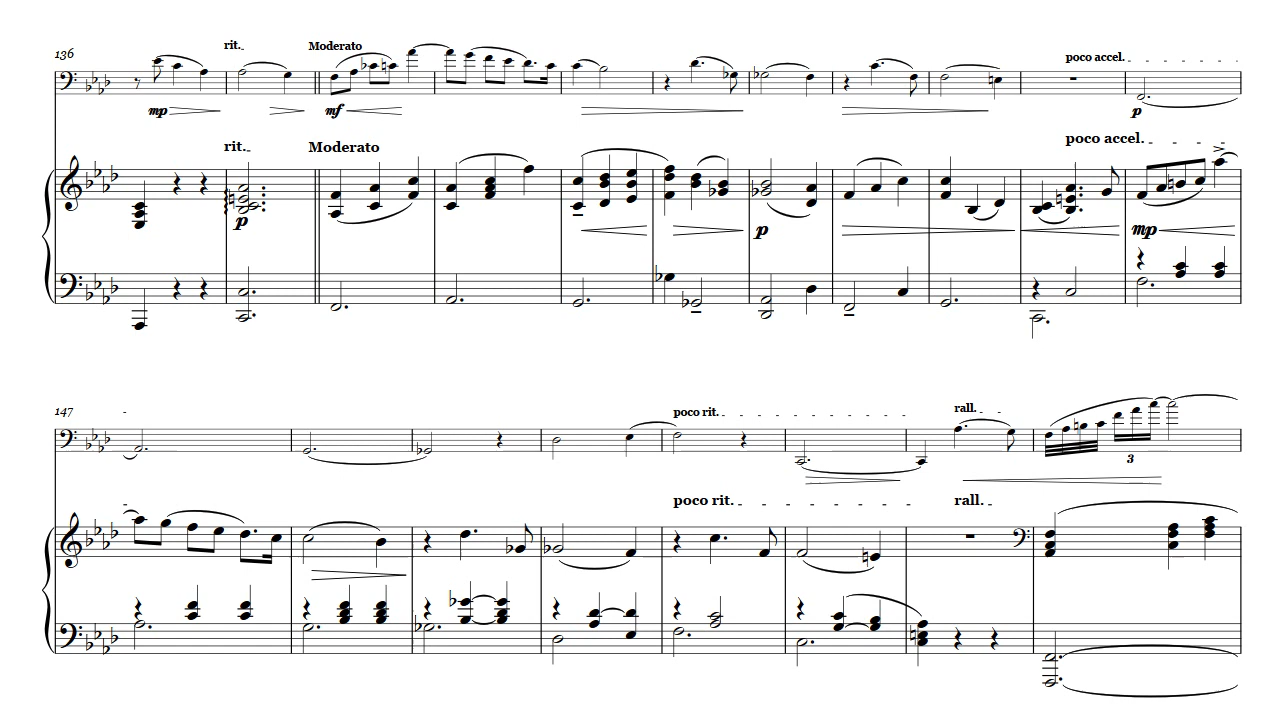 136
rit.
Moderato
poco accel.
mp
mf
p
rit.
Moderato
poco accel.
p
p
mp
147
poco rit.
rall.
3
poco rit.
rall.